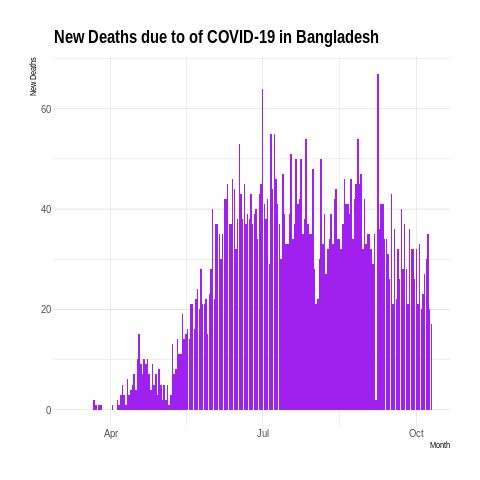 New Deaths due to of COVID-19 in Bangladesh
New Deaths
60
40
20
0
Apr
Jul
Oct
Month